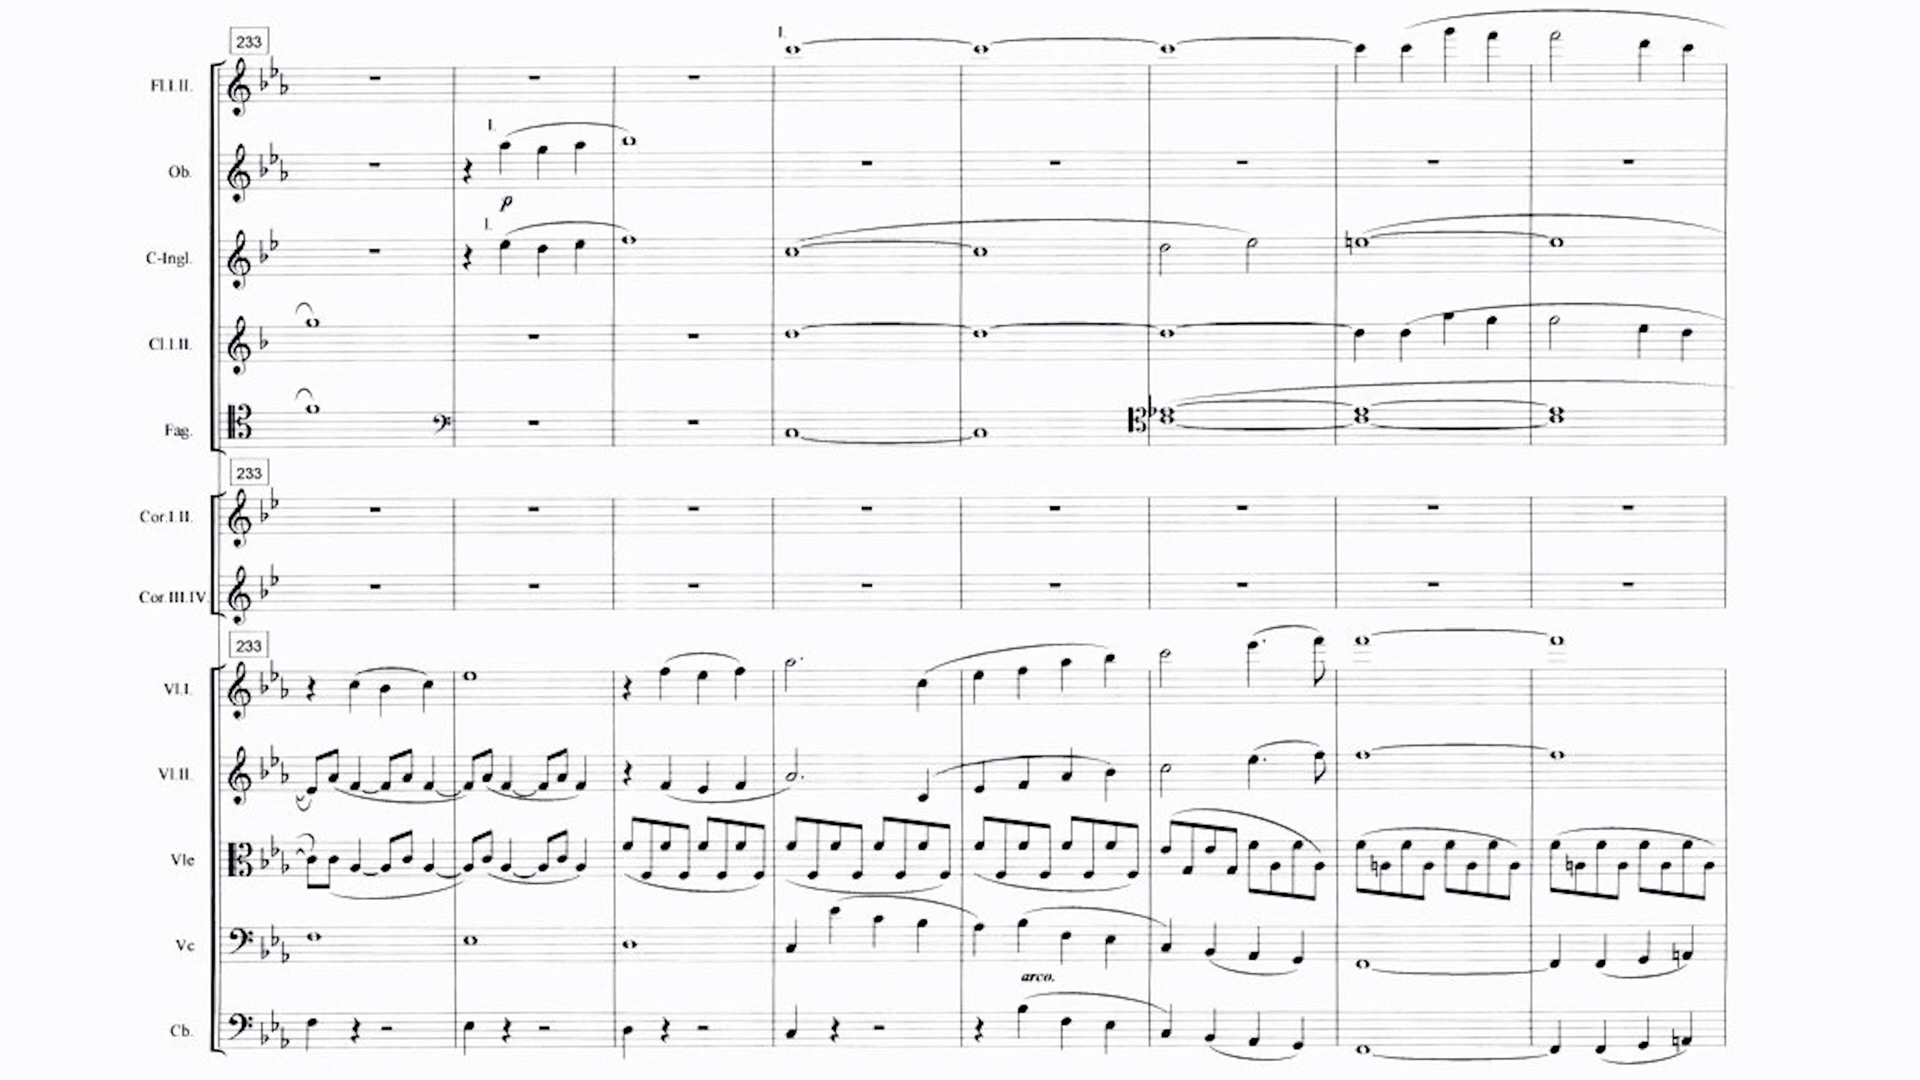 233
I.
Fl.I.II.
I.
Ob.
p
I.
C-Ingl.
Cl.I.II.
Fag.
233
Cor.I.II.
Cor.III.IV.
233
Vl.I.
Vl.II.
Vle
Vc
arco.
Cb.